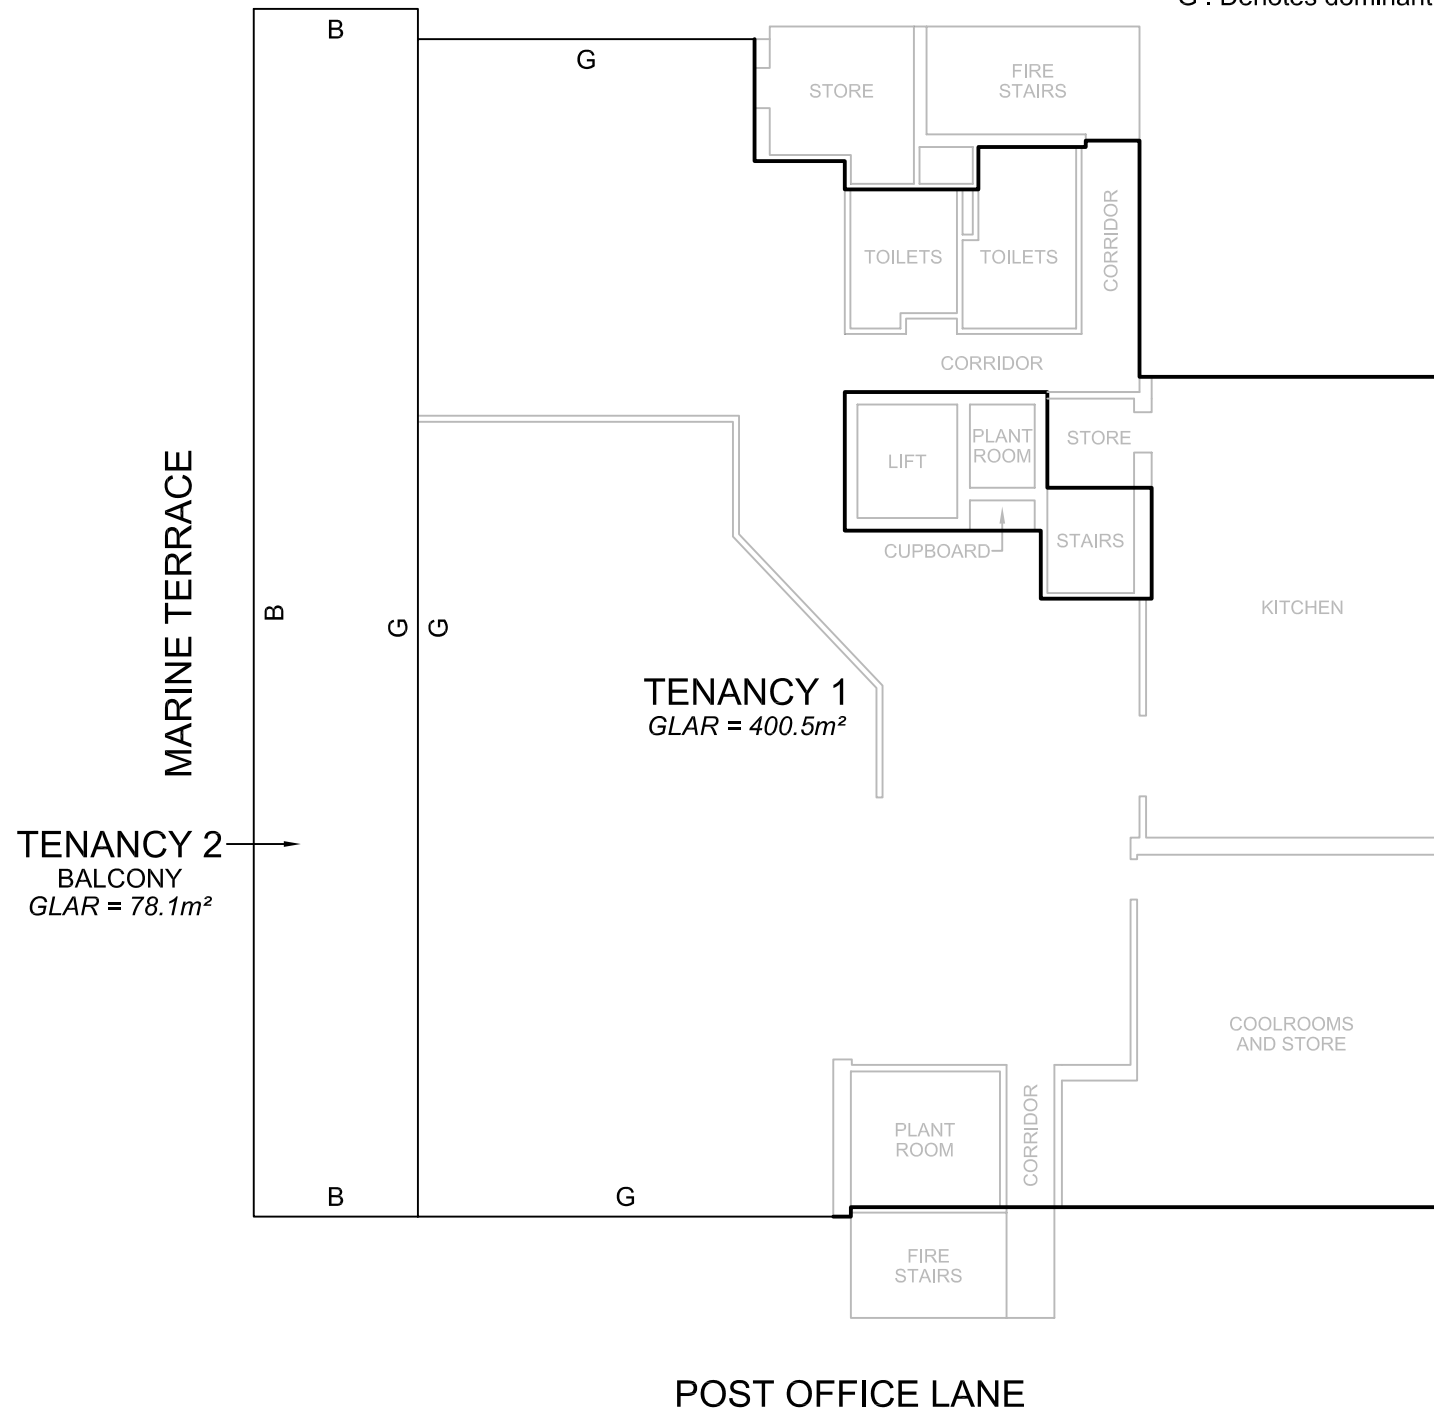 G : Denotes dominant
B
G
STORE
FIRE
STAIRS
TOILETS
TOILETS
CORRIDOR
CORRIDOR
LIFT
PLANT
ROOM
STORE
CUPBOARD
STAIRS
KITCHEN
MARINE TERRACE
B
G
G
TENANCY 1
GLAR = 400.5m²
TENANCY 2
BALCONY
GLAR = 78.1m²
COOLROOMS
AND STORE
PLANT
ROOM
CORRIDOR
B
G
FIRE
STAIRS
POST OFFICE LANE